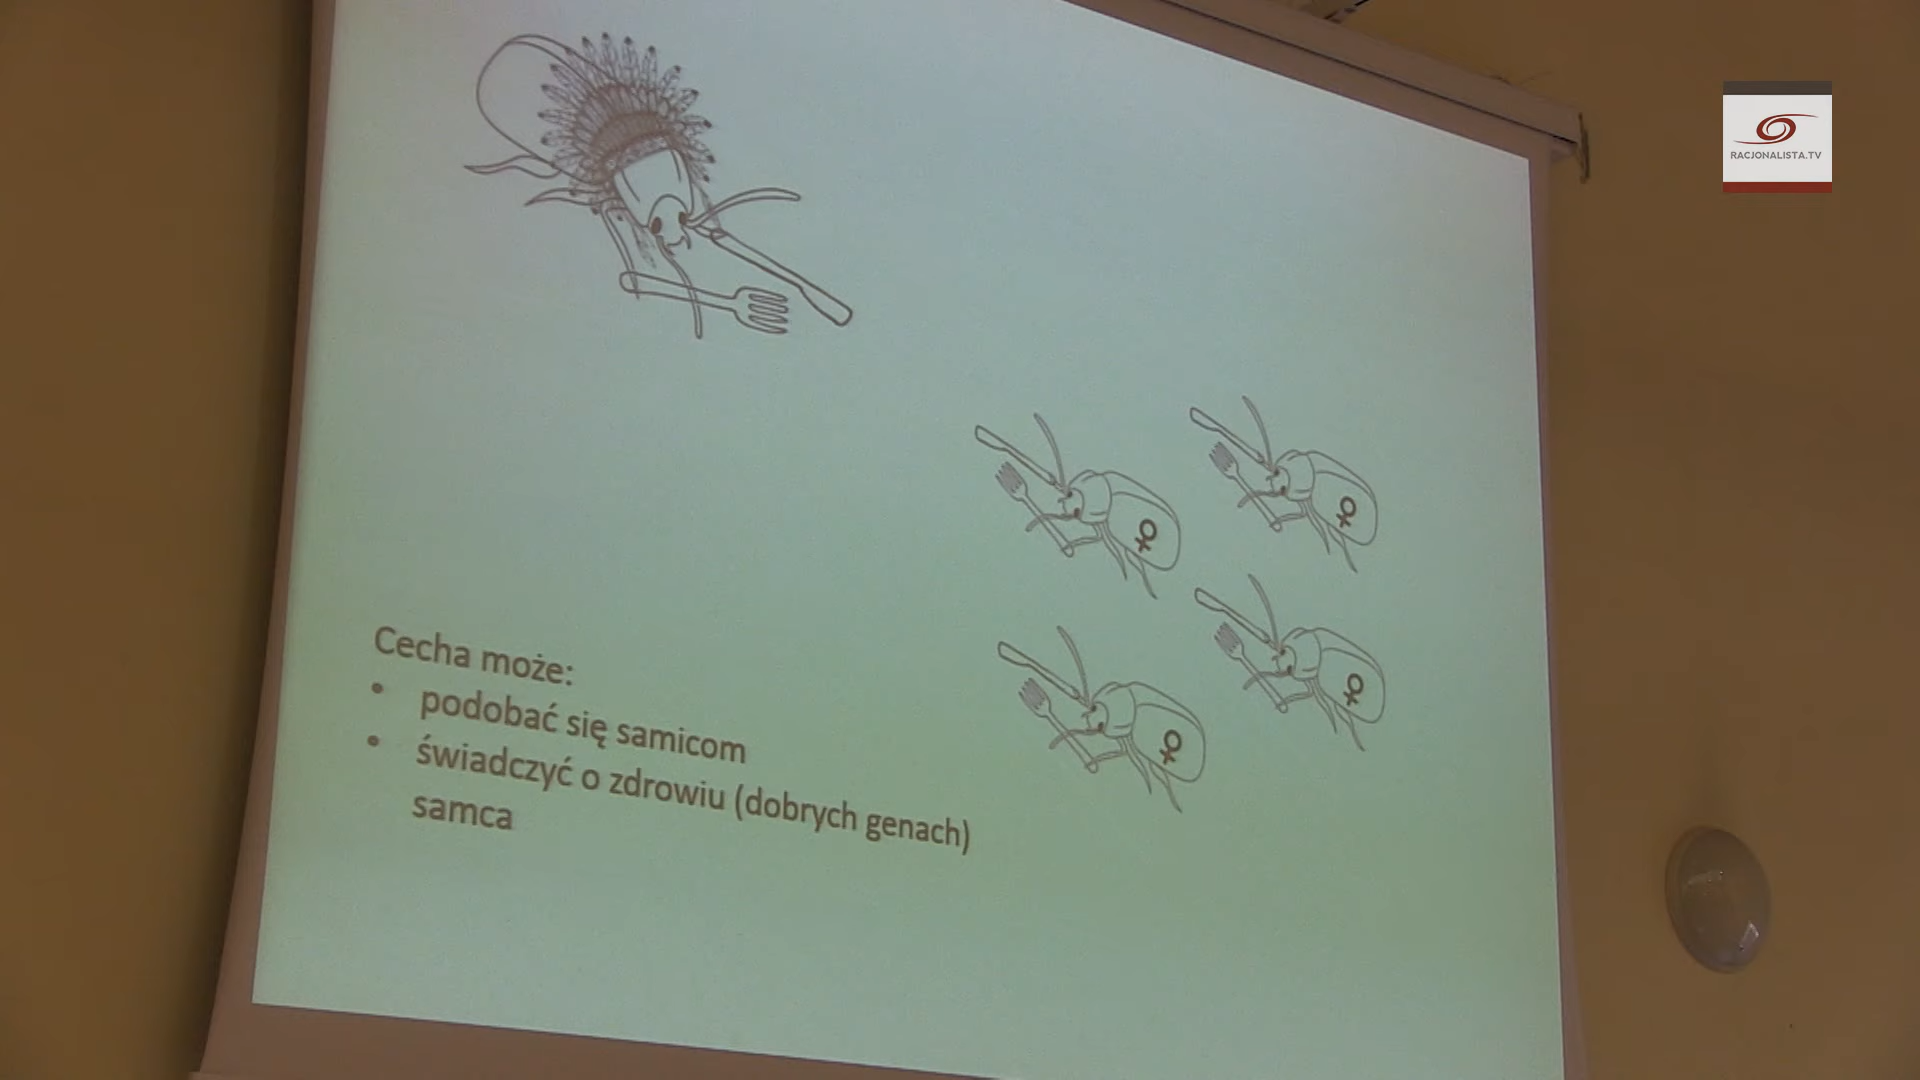 RACJONALISTA.TV
Cecha może:
• podobać się samicom
• świadczyć o zdrowiu (dobrych genach)
samca